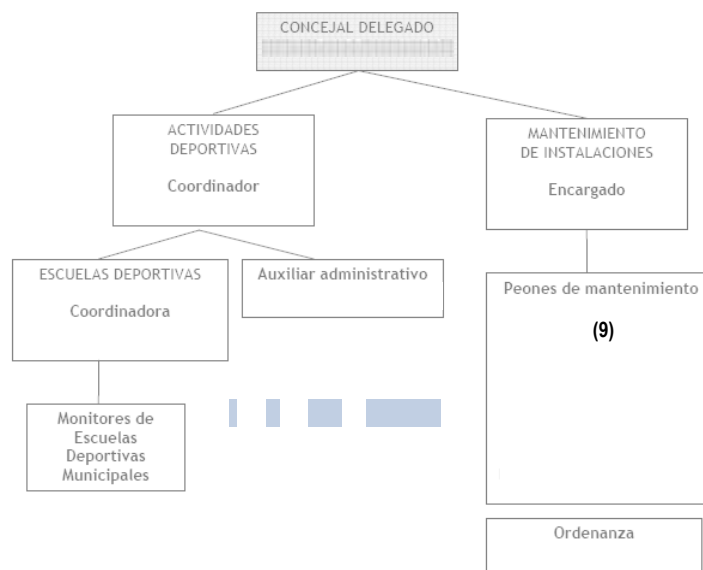 CONCEJAL DELEGADO
ACTIVIDADES
DEPORTIVAS
Coordinador
MANTENIMIENTO
DE INSTALACIONES
Encargado
ESCUELAS DEPORTIVAS
Coordinadora
Auxiliar administrativo
Peones de mantenimiento
(9)
Monitores de
Escuelas
Deportivas
Municipales
Ordenanza